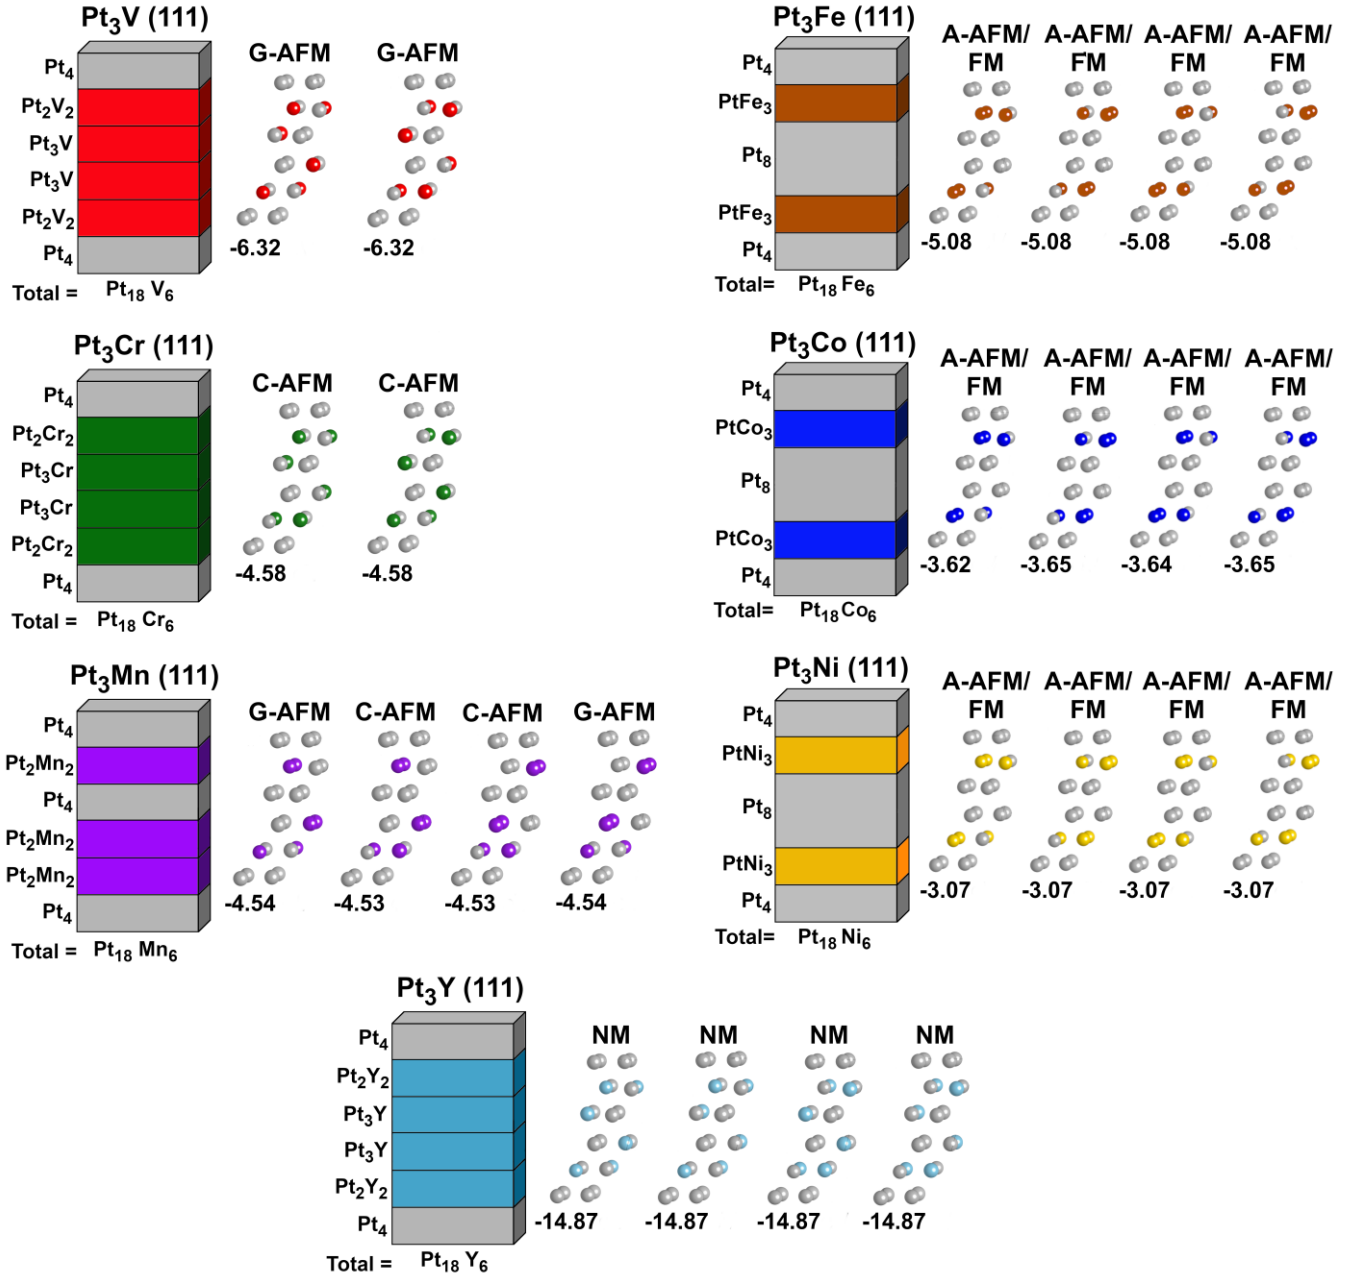 Pt3V (111)
G-AFM G-AFM
Pt4
Pt2V2
Pt3V
Pt3V
Pt2V2
Pt4
-6.32 -6.32
Total = Pt18 V6
Pt3Fe (111)
A-AFM/ A-AFM/ A-AFM/ A-AFM/
FM FM FM FM
Pt4
PtFe3
Pt8
PtFe3
Pt4
-5.08 -5.08 -5.08 -5.08
Total= Pt18 Fe6
Pt3Cr (111)
C-AFM C-AFM
Pt4
Pt2Cr2
Pt3Cr
Pt3Cr
Pt2Cr2
Pt4
-4.58 -4.58
Total = Pt18 Cr6
Pt3Co (111)
A-AFM/ A-AFM/ A-AFM/ A-AFM/
FM FM FM FM
Pt4
PtCo3
Pt8
PtCo3
Pt4
-3.62 -3.65 -3.64 -3.65
Total= Pt18Co6
Pt3Mn (111)
G-AFM C-AFM C-AFM G-AFM
Pt4
Pt2Mn2
Pt4
Pt2Mn2
Pt2Mn2
Pt4
-4.54 -4.53 -4.53 -4.54
Total = Pt18 Mn6
Pt3Ni (111)
A-AFM/ A-AFM/ A-AFM/ A-AFM/
FM FM FM FM
Pt4
PtNi3
Pt8
PtNi3
Pt4
-3.07 -3.07 -3.07 -3.07
Total= Pt18 Ni6
Pt3Y (111)
NM NM NM NM
Pt4
Pt2Y2
Pt3Y
Pt3Y
Pt2Y2
Pt4
-14.87 -14.87 -14.87 -14.87
Total = Pt18 Y6